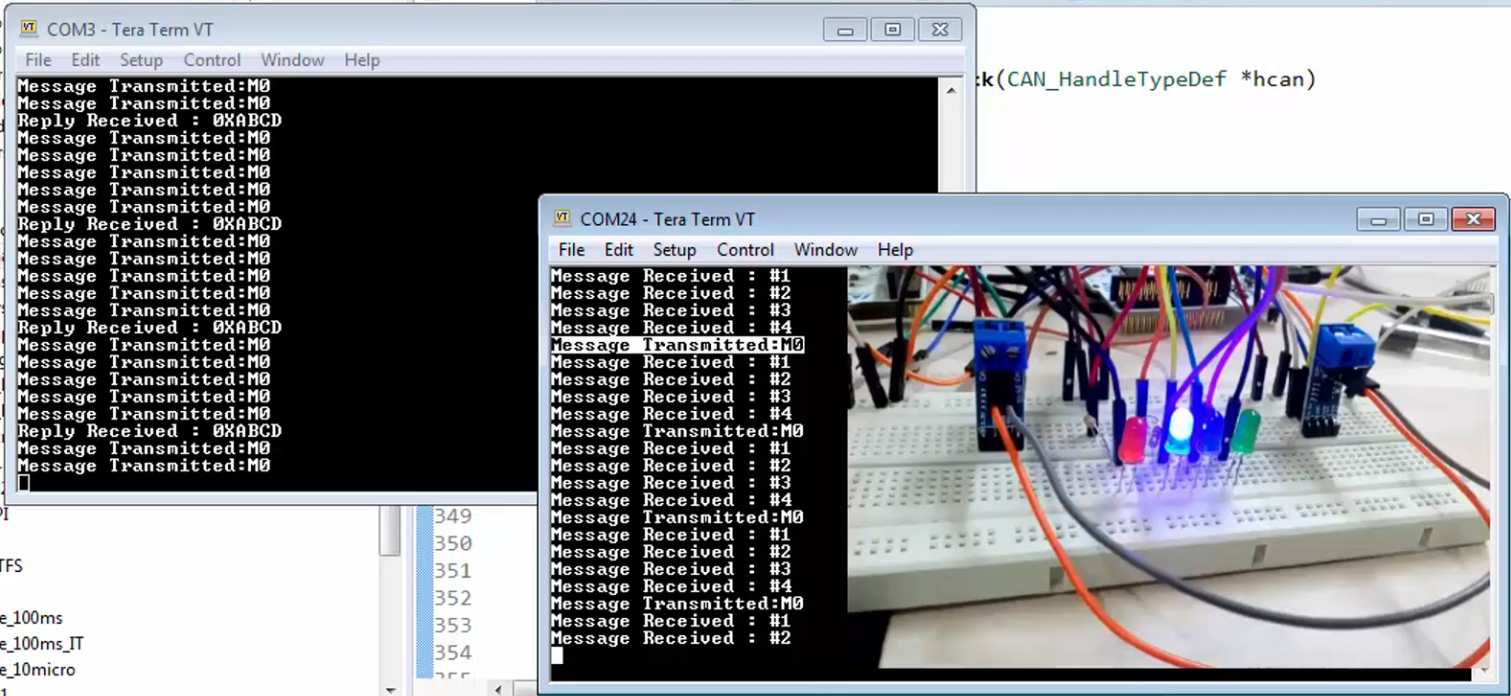 COM3 - Tera Term VT
File Edit Setup Control Window Help
Message Transmitted:M0
Message Transmitted:M0
Reply Received : 0XABCD
Message Transmitted:M0
Message Transmitted:M0
Message Transmitted:M0
Message Transmitted:M0
Message Transmitted:M0
Reply Received : 0XABCD
Message Transmitted:M0
Message Transmitted:M0
Message Transmitted:M0
Message Transmitted:M0
Message Transmitted:M0
Reply Received : 0XABCD
Message Transmitted:M0
Message Transmitted:M0
Message Transmitted:M0
Message Transmitted:M0
Message Transmitted:M0
Reply Received : 0XABCD
Message Transmitted:M0
Message Transmitted:M0
k(CAN_HandleTypeDef *hcan)
COM24 - Tera Term VT
File Edit Setup Control Window Help
Message Received : #1
Message Received : #2
Message Received : #3
Message Received : #4
Message Transmitted:M0
Message Received : #1
Message Received : #2
Message Received : #3
Message Received : #4
Message Transmitted:M0
Message Received : #1
Message Received : #2
Message Received : #3
Message Received : #4
Message Transmitted:M0
Message Received : #1
Message Received : #2
Message Received : #3
Message Received : #4
Message Transmitted:M0
Message Received : #1
Message Received : #2
349
350
351
352
353
354
TFS
e_100ms
e_100ms_IT
e_10micro